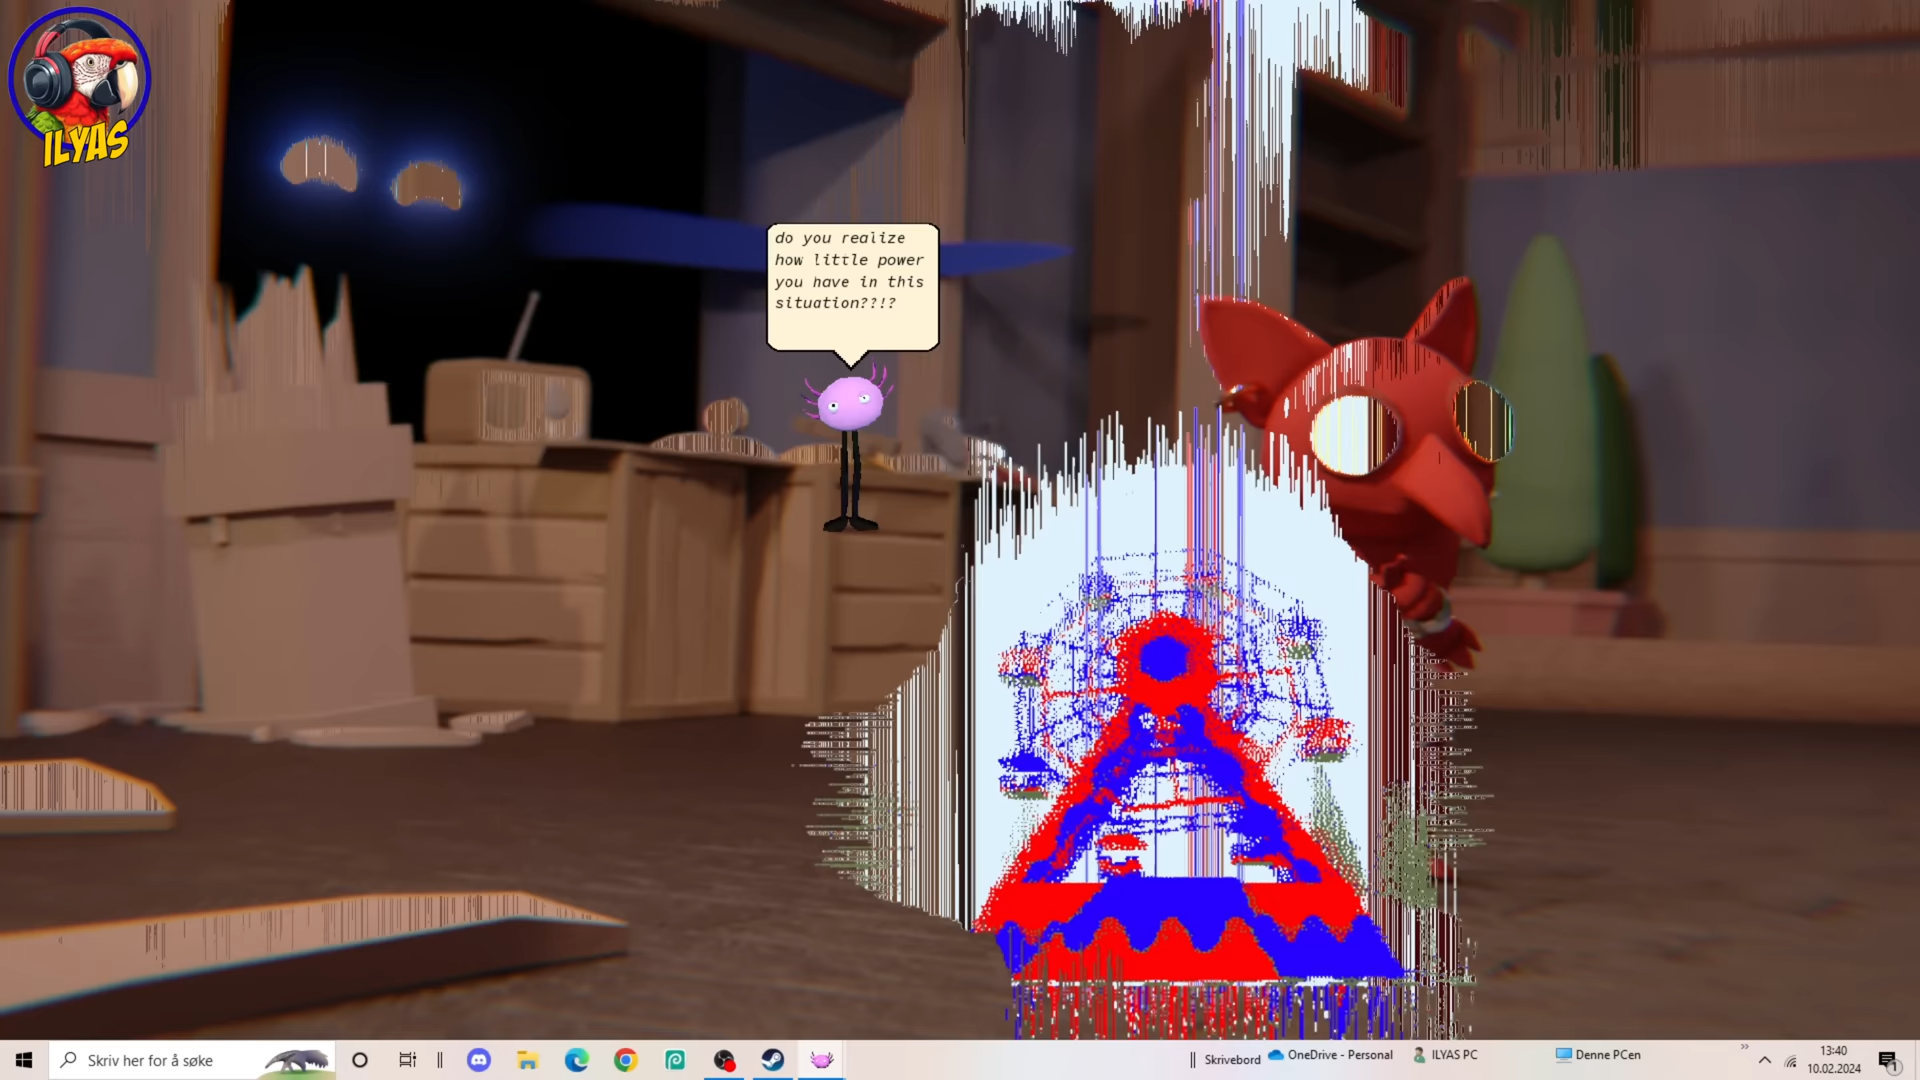 ILYAS
do you realize
how little power
you have in this
situation??!?
Skriv her for å søke
Skrivebord
OneDrive - Personal
ILYAS PC
Denne PCen
13:40
10.02.2024
1